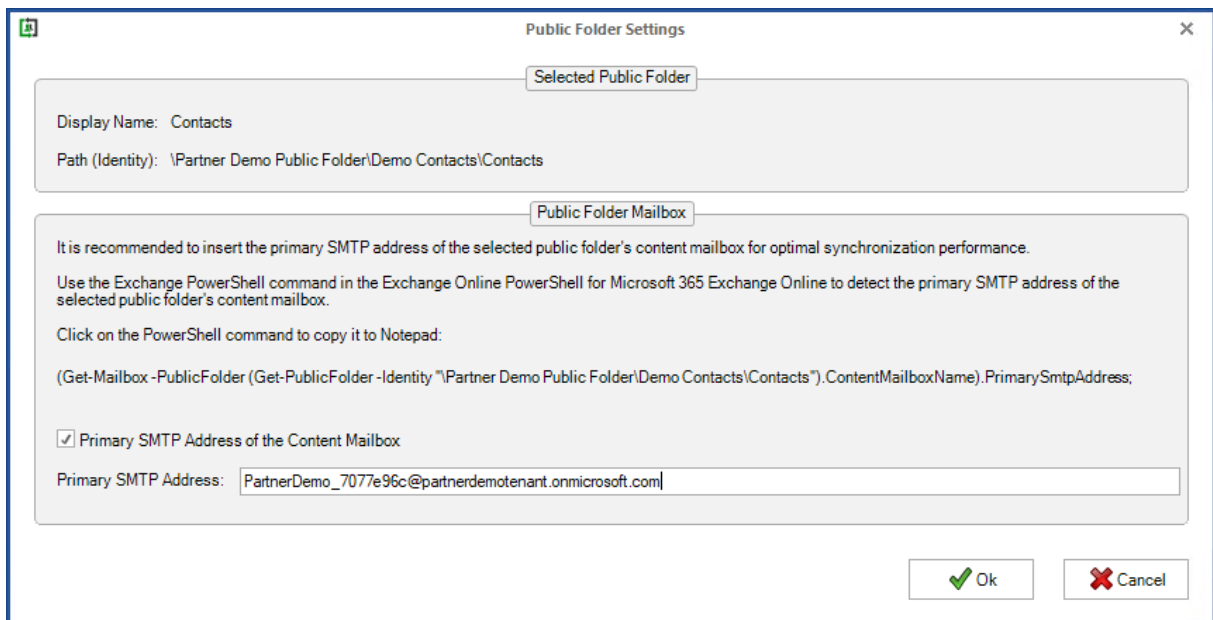 Public Folder Settings
Selected Public Folder
Display Name: Contacts
Path (Identity): \Partner Demo Public Folder\Demo Contacts\Contacts
Public Folder Mailbox
It is recommended to insert the primary SMTP address of the selected public folder's content mailbox for optimal synchronization performance.
Use the Exchange PowerShell command in the Exchange Online PowerShell for Microsoft 365 Exchange Online to detect the primary SMTP address of the
selected public folder's content mailbox.
Click on the PowerShell command to copy it to Notepad:
(Get-Mailbox -PublicFolder (Get-PublicFolder -Identity "\Partner Demo Public Folder\Demo Contacts\Contacts").ContentMailboxName).PrimarySmtpAddress;
Primary SMTP Address of the Content Mailbox
Primary SMTP Address: PartnerDemo_7077e96c@partnerdemotenant.onmicrosoft.com
Ok
Cancel